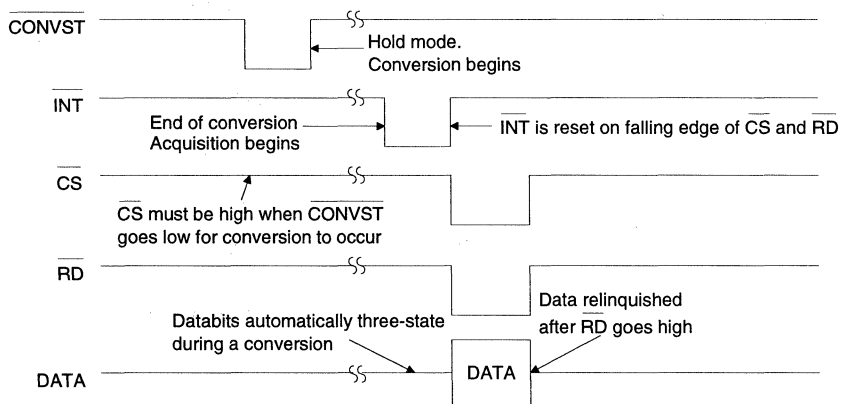 CONVST
Hold mode.
Conversion begins
INT
End of conversion
Acquisition begins
INT is reset on falling edge of CS and RD
CS
CS must be high when CONVST
goes low for conversion to occur
RD
Databits automatically three-state
during a conversion
Data relinquished
after RD goes high
DATA
DATA